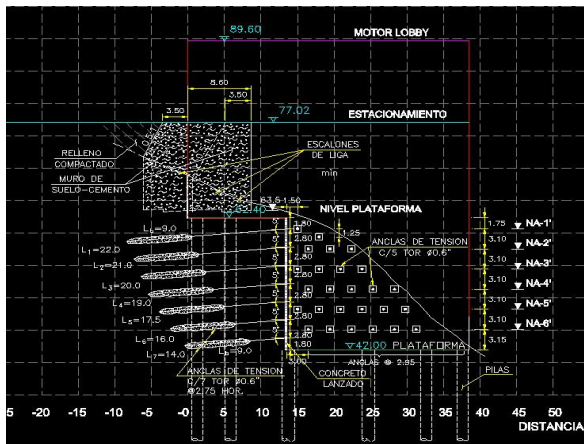 89.60
MOTOR LOBBY
8.60
3.50
3.50
77.02
ESTACIONAMIENTO
RELLENO
COMPACTADO
ESCALONES
DE LIGA
MURO DE
SUELO-CEMENTO
min
63.5
1.50
NIVEL PLATAFORMA
L₆=9.0
1.80
1.25
1.75
NA-1'
2.80
ANCLAS DE TENSION
C/5 TOR ø0.6"
3.10
NA-2'
L₁=22.0
L₂=21.0
2.80
3.10
NA-3'
L₃=20.0
2.80
3.10
NA-4'
L₄=19.0
2.80
3.10
NA-5'
L₅=17.5
2.80
3.10
NA-6'
L₆=16.0
L₇=14.0
=9.0
1.80
42.00
PLATAFORMA
3.15
3.00
ANCLAS @ 2.95
ANCLAS DE TENSION
C/7 TOR ø0.6"
@2.75 HOR.
CONCRETO
LANZADO
PILAS
-20 -15 -10 -5 0 5 10 15 20 25 30 35 40 45 50
DISTANCIA